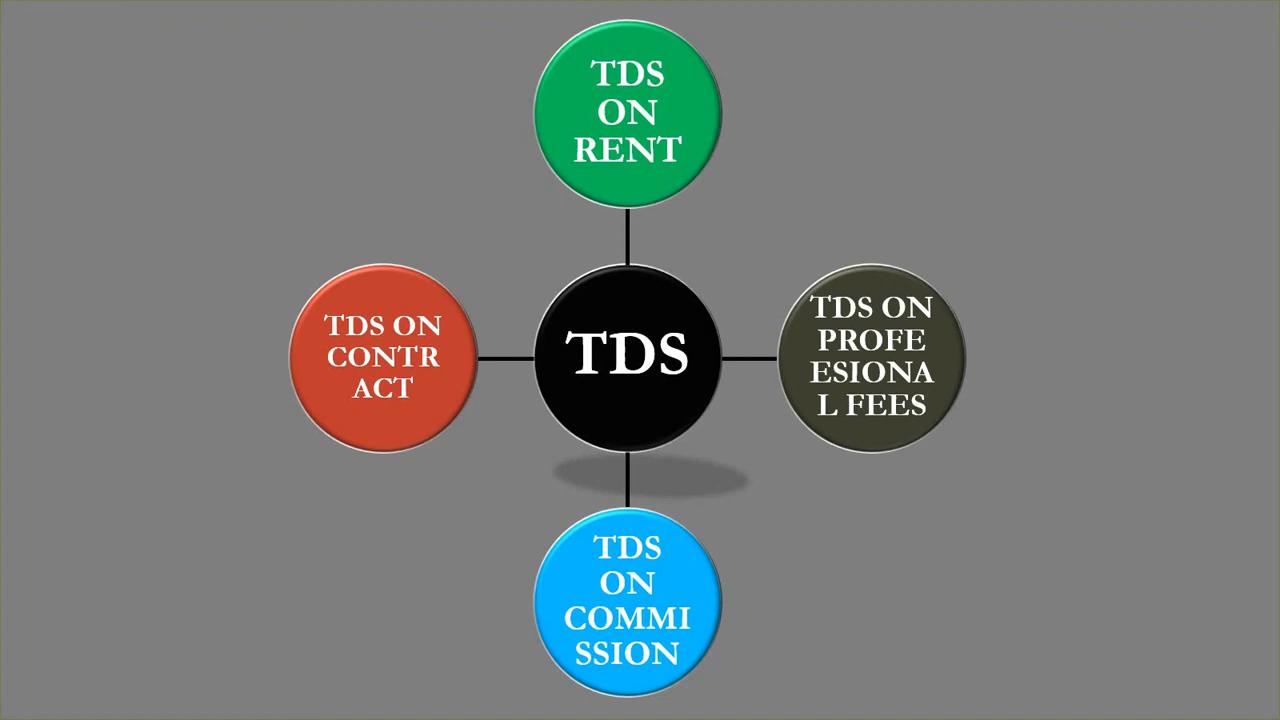 TDS
ON
RENT
TDS ON
CONTR
ACT
TDS
TDS ON
PROFE
ESIONA
L FEES
TDS
ON
COMMI
SSION